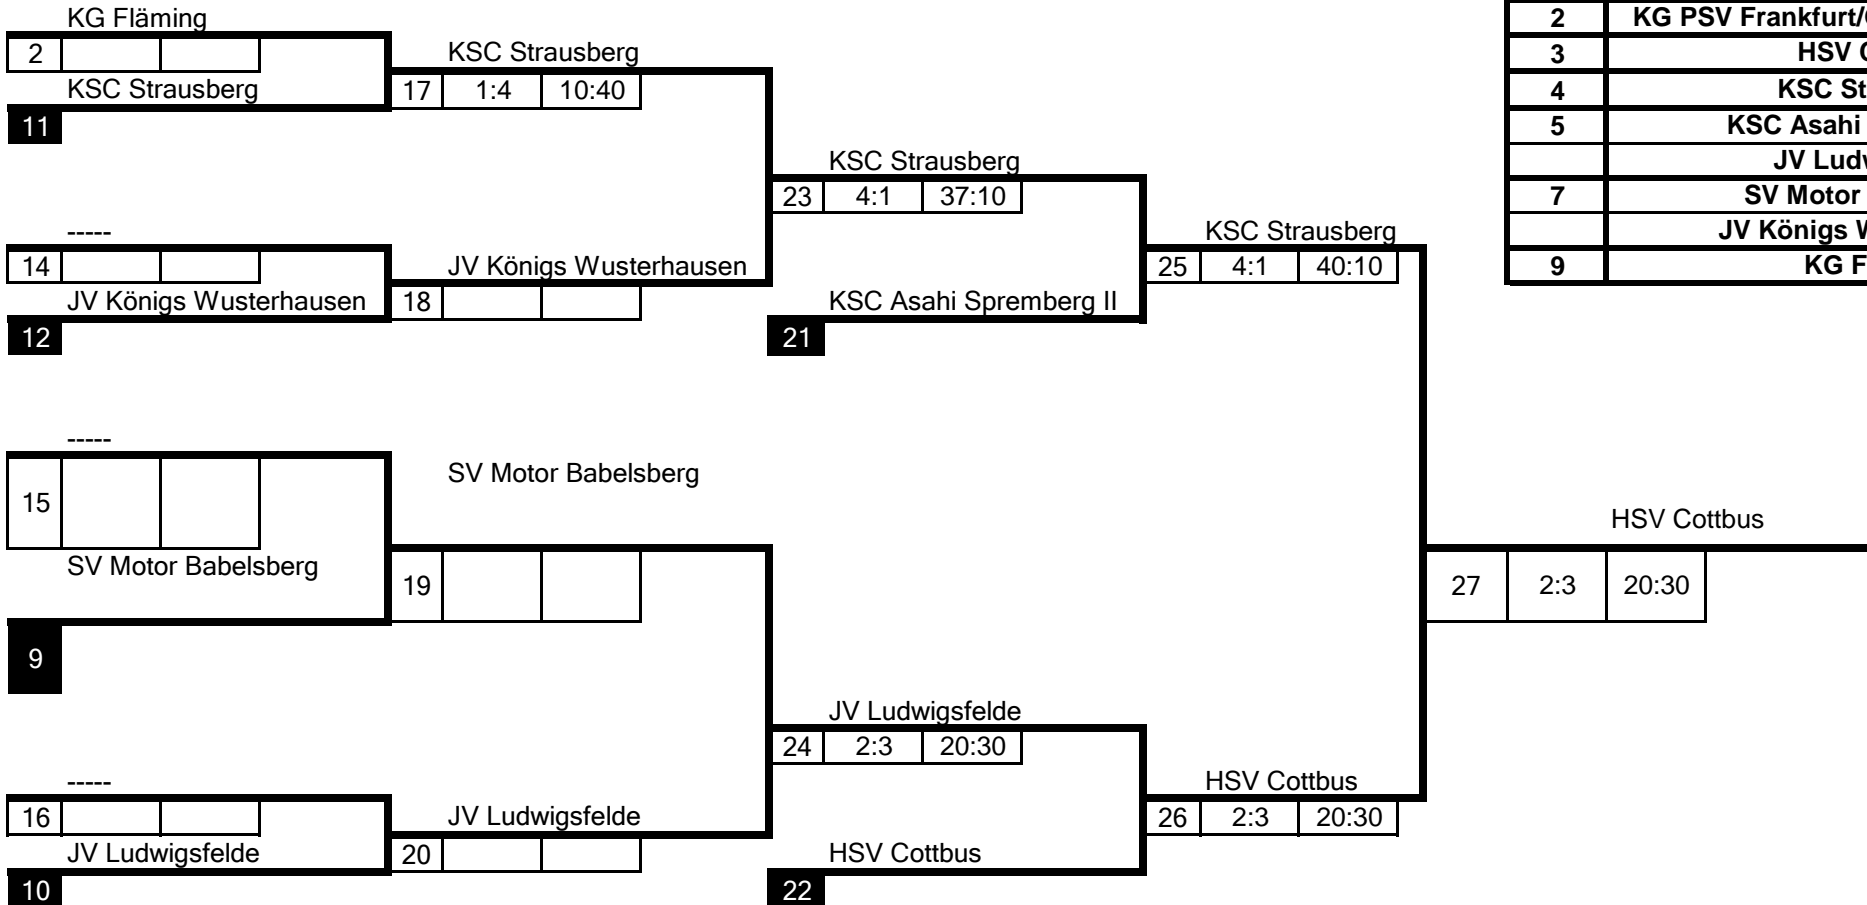 KG Fläming
2 KG PSV Frankfurt/
2
KSC Strausberg
3 HSV
KSC Strausberg
17 1:4 10:40
4 KSC St
11
5 KSC Asahi
KSC Strausberg
JV Ludw
23 4:1 37:10
7 SV Motor
-----
KSC Strausberg
JV Königs W
14
JV Königs Wusterhausen
25 4:1 40:10
9 KG F
JV Königs Wusterhausen
18
KSC Asahi Spremberg II
12
21
-----
SV Motor Babelsberg
15
HSV Cottbus
SV Motor Babelsberg
19
27 2:3 20:30
9
JV Ludwigsfelde
24 2:3 20:30
-----
HSV Cottbus
16
JV Ludwigsfelde
26 2:3 20:30
JV Ludwigsfelde
20
HSV Cottbus
10
22